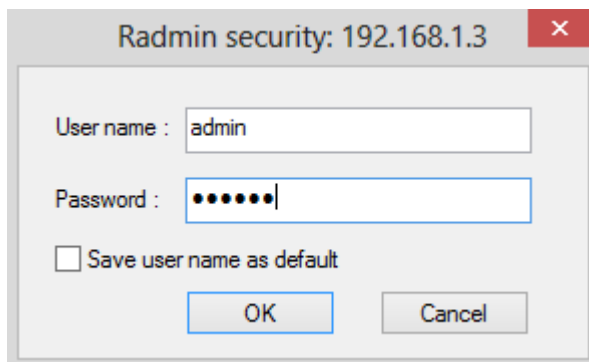 Radmin security: 192.168.1.3
User name : admin
Password : ••••••
Save user name as default
OK Cancel